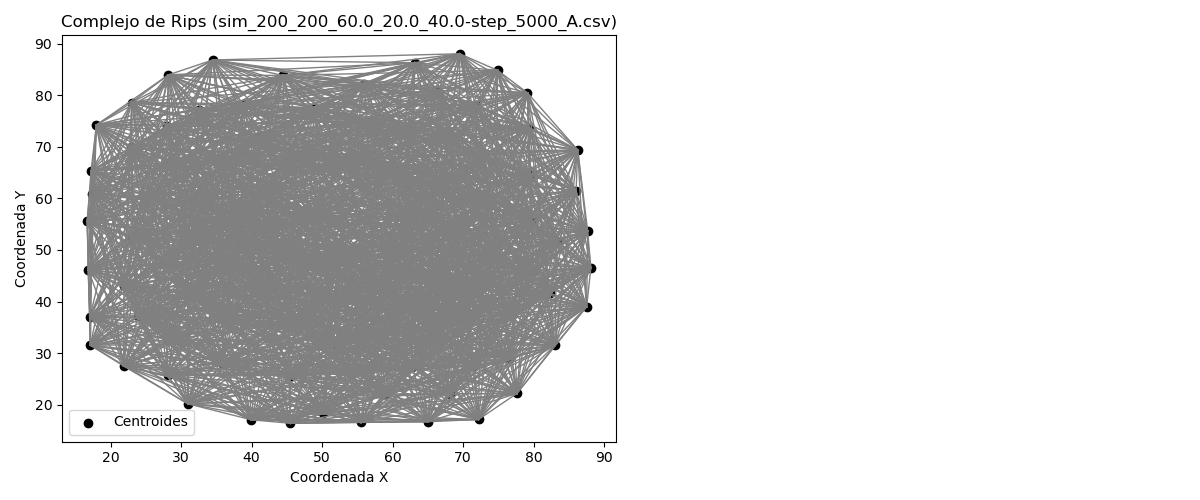 Complejo de Rips (sim_200_200_60.0_20.0_40.0-step_5000_A.csv)
90
80
70
60
50
40
30
20
Coordenada Y
Centroides
20 30 40 50 60 70 80 90
Coordenada X